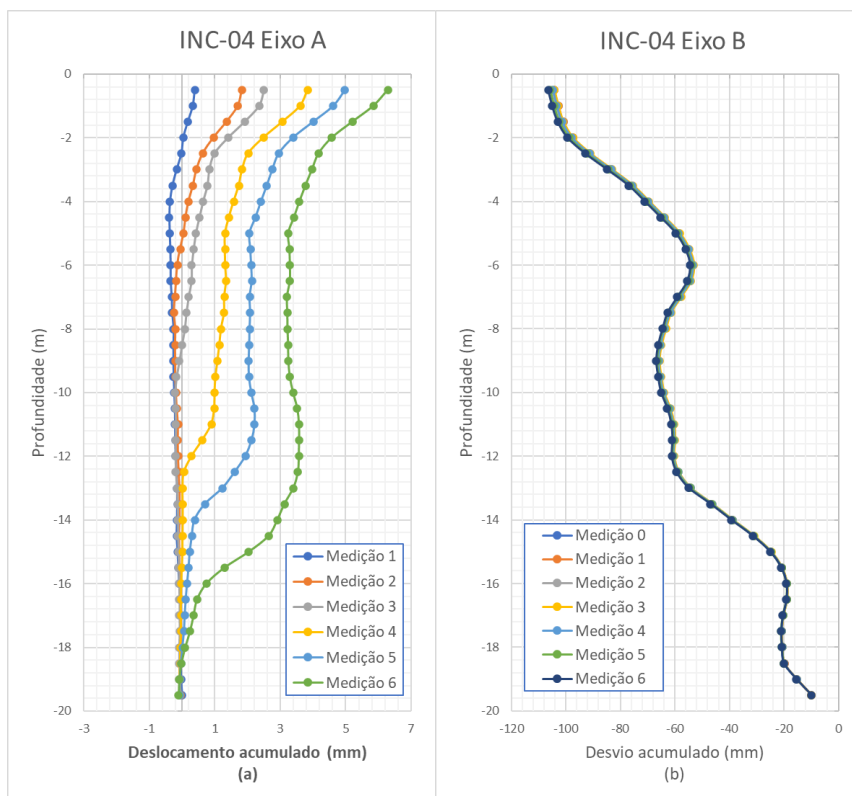 INC-04 Eixo A
0
-2
-4
-6
-8
-10
-12
-14
-16
-18
-20
Profundidade (m)
-3
-1
1
3
5
7
Deslocamento acumulado (mm)
(a)
Medição 1
Medição 2
Medição 3
Medição 4
Medição 5
Medição 6
INC-04 Eixo B
0
-2
-4
-6
-8
-10
-12
-14
-16
-18
-20
Profundidade (m)
-120
-100
-80
-60
-40
-20
0
Desvio acumulado (mm)
(b)
Medição 0
Medição 1
Medição 2
Medição 3
Medição 4
Medição 5
Medição 6